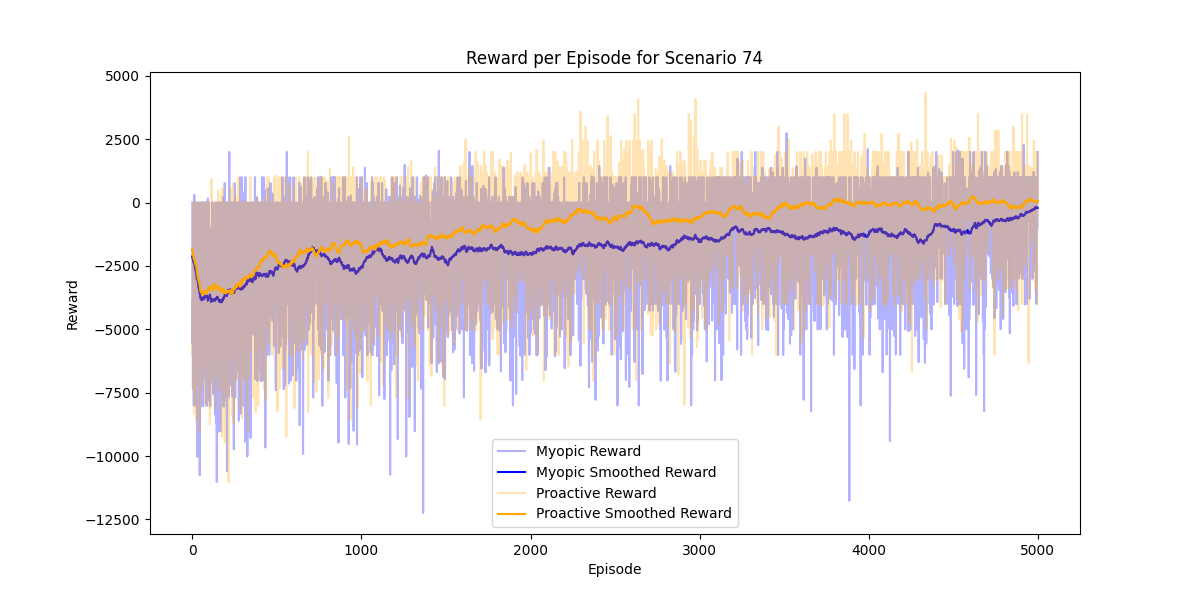 Reward per Episode for Scenario 74
5000
2500
0
−2500
−5000
−7500
−10000
−12500
Reward
Myopic Reward
Myopic Smoothed Reward
Proactive Reward
Proactive Smoothed Reward
0 1000 2000 3000 4000 5000
Episode